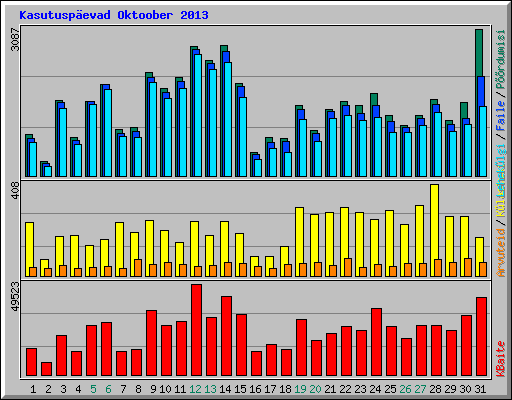 Kasutuspäevad Oktoober 2013
3087
Arvuteid / / Faile / Pöördumisi
408
49523
KBaite
1 2 3 4 5 6 7 8 9 10 11 12 13 14 15 16 17 18 19 20 21 22 23 24 25 26 27 28 29 30 31